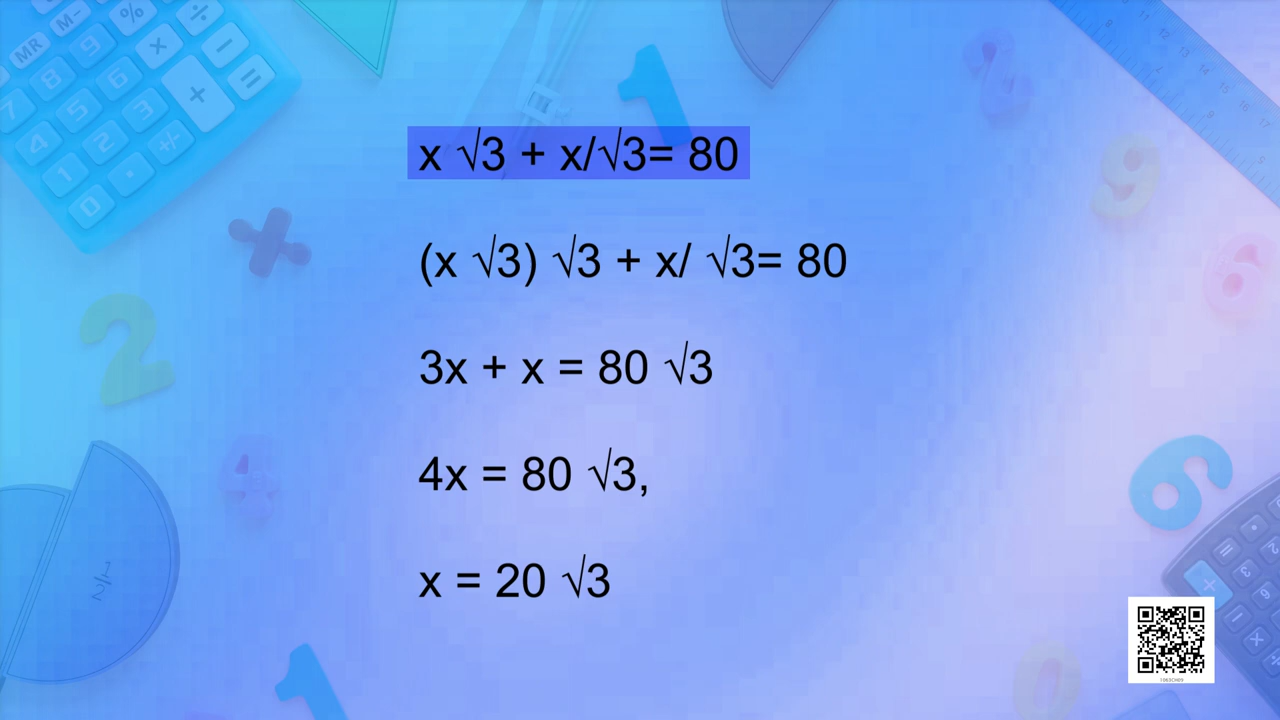 x √3 + x/√3= 80
(x √3) √3 + x/ √3= 80
3x + x = 80 √3
4x = 80 √3,
x = 20 √3